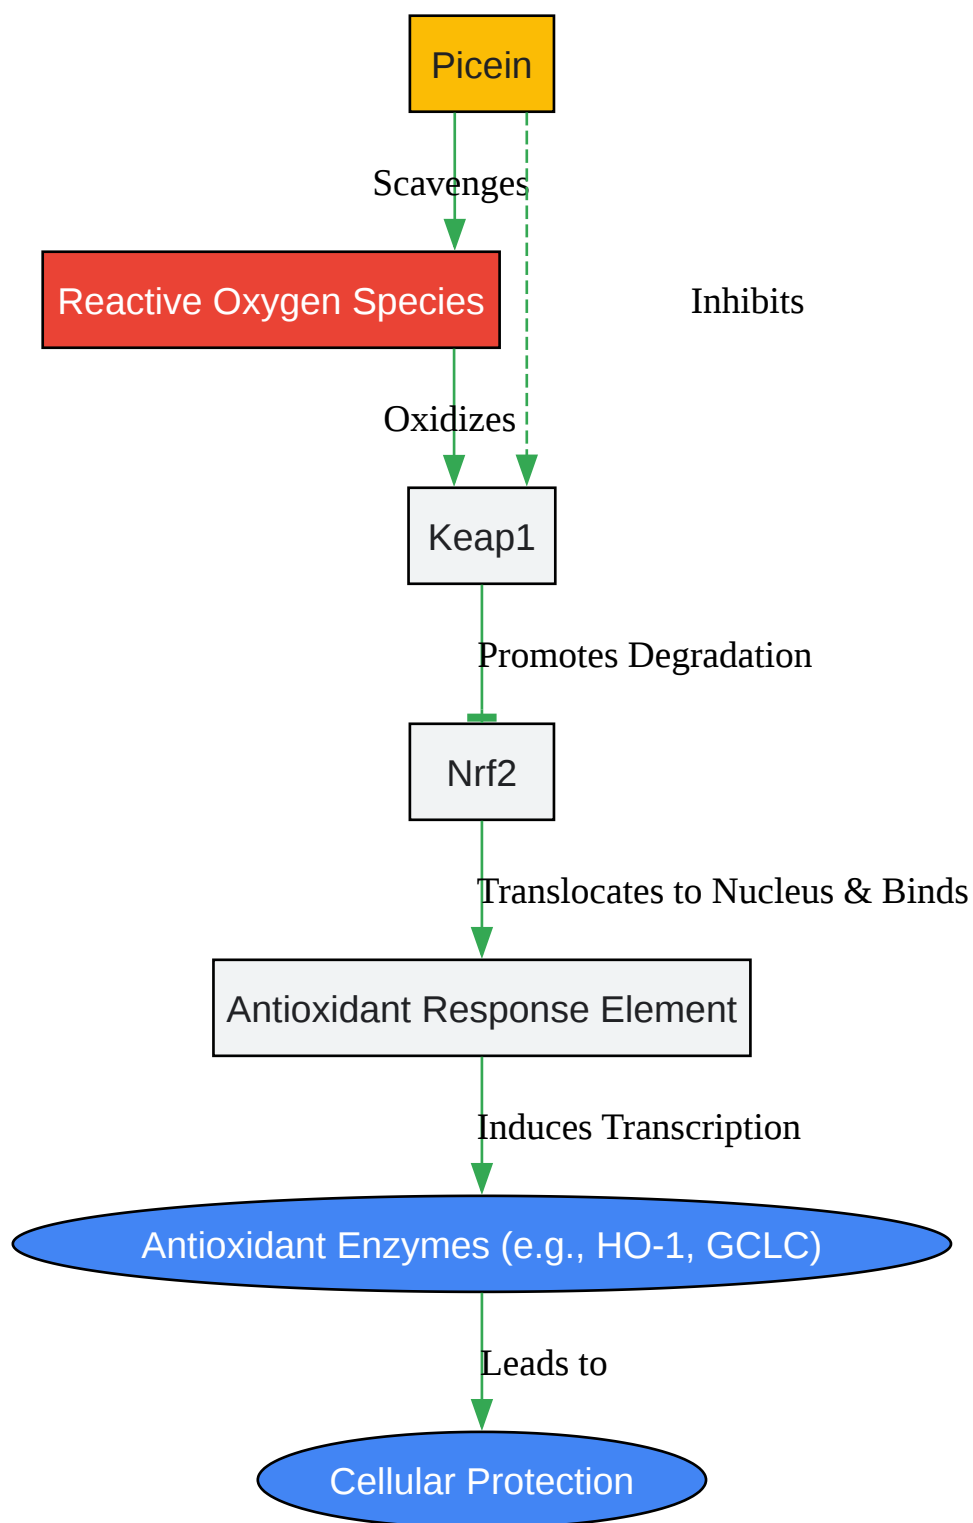 Picein
Scavenges
Reactive Oxygen Species
Inhibits
Oxidizes
Keap1
Promotes Degradation
Nrf2
Translocates to Nucleus & Binds
Antioxidant Response Element
Induces Transcription
Antioxidant Enzymes (e.g., HO-1, GCLC)
Leads to
Cellular Protection